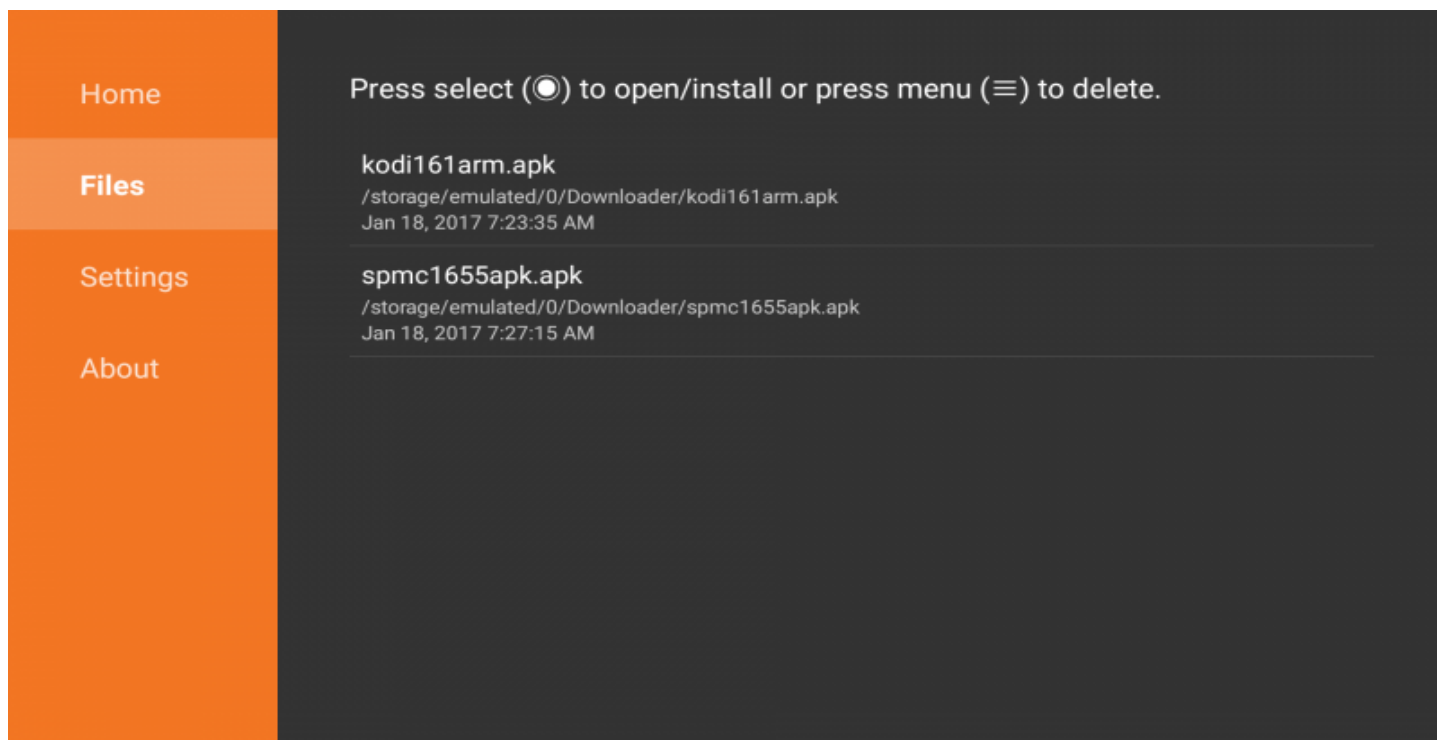 Home
Files
Settings
About
Press select (◉) to open/install or press menu (☰) to delete.
kodi161arm.apk
/storage/emulated/0/Downloader/kodi161arm.apk
Jan 18, 2017 7:23:35 AM
spmc1655apk.apk
/storage/emulated/0/Downloader/spmc1655apk.apk
Jan 18, 2017 7:27:15 AM